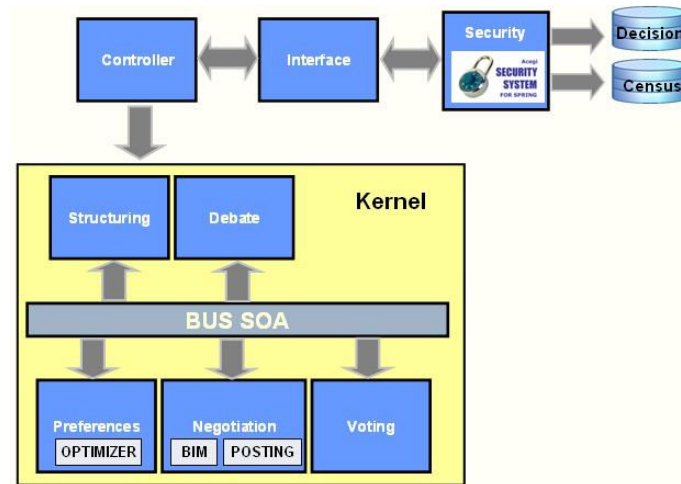 Controller
Interface
Security
Acegi
SECURITY
SYSTEM
FOR SPRING
Decision
Census
Kernel
Structuring
Debate
BUS SOA
Preferences
OPTIMIZER
Negotiation
BIM
POSTING
Voting